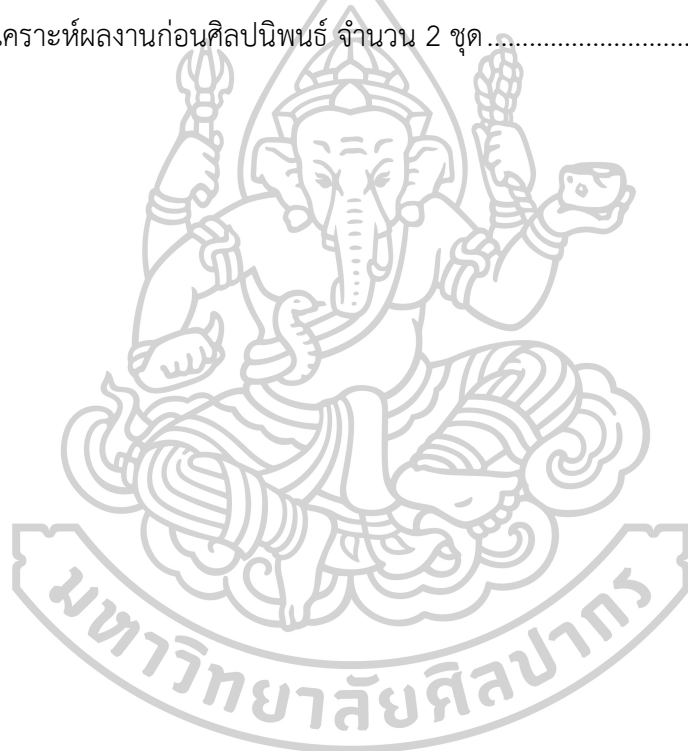 เคราะห์ผลงานก่อนศิลปนิพนธ์ จำนวน 2 ชุด............................
มหาวิทยาลัยศิลปากร